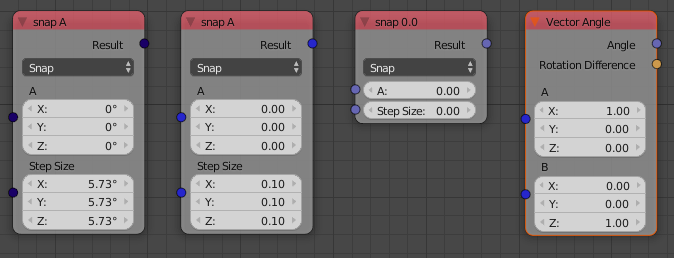 snap A
Result
Snap
A
X: 0°
Y: 0°
Z: 0°
Step Size
X: 5.73°
Y: 5.73°
Z: 5.73°
snap A
Result
Snap
A
X: 0.00
Y: 0.00
Z: 0.00
Step Size
X: 0.10
Y: 0.10
Z: 0.10
snap 0.0
Result
Snap
A: 0.00
Step Size: 0.00
Vector Angle
Angle
Rotation Difference
A
X: 1.00
Y: 0.00
Z: 0.00
B
X: 0.00
Y: 0.00
Z: 1.00